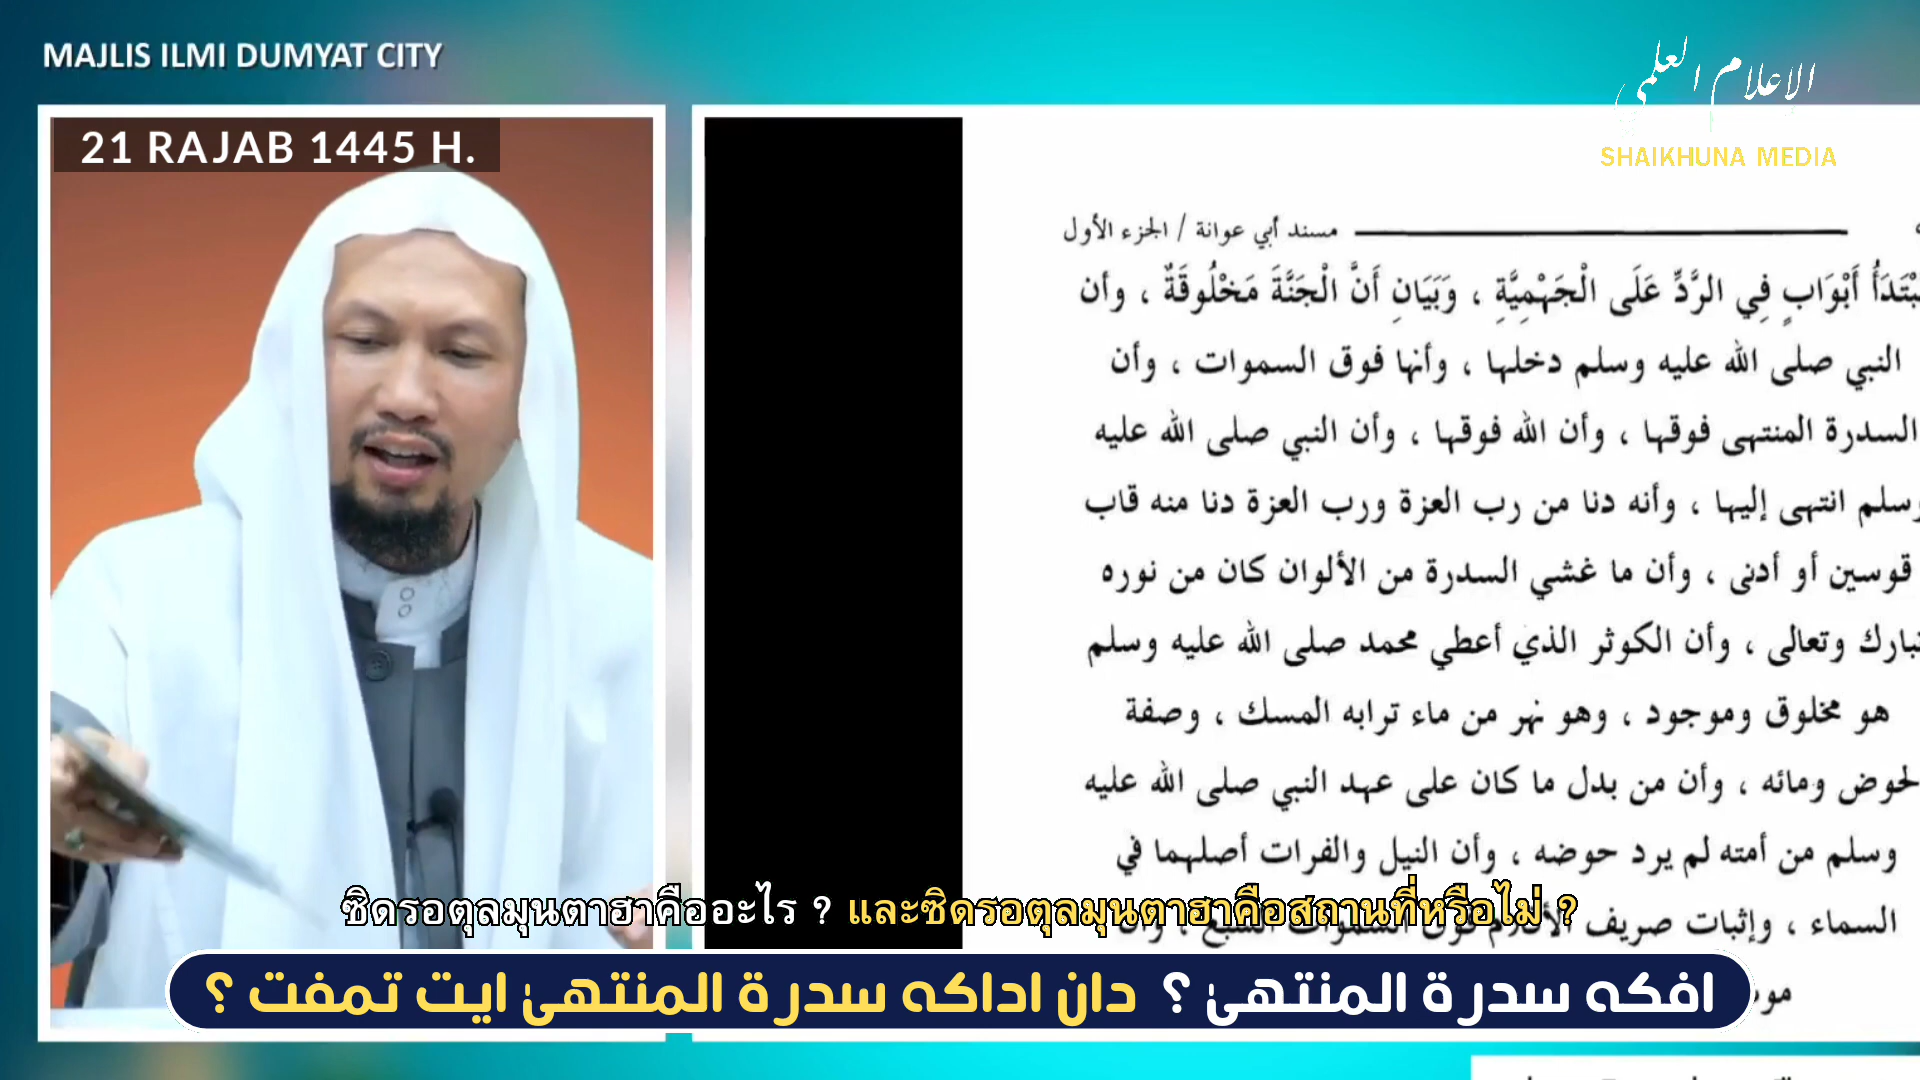 MAJLIS ILMI DUMYAT CITY
21 RAJAB 1445 H.
الاعلام العلمي
SHAIKHUNA MEDIA
مسند أبي عوانة / الجزء الأول
أَبْوَابٍ فِي الرَّدِّ عَلَى الْجَهْمِيَّةِ ، وَبَيَانِ أَنَّ الْجَنَّةَ مَخْلُوقَةٌ ، وأن
النبي صلى الله عليه وسلم دخلها ، وأنها فوق السموات ، وأن
السدرة المنتهى فوقها ، وأن الله فوقها ، وأن النبي صلى الله عليه
وسلم انتهى إليها ، وأنه دنا من رب العزة ورب العزة دنا منه قاب
قوسين أو أدنى ، وأن ما غشي السدرة من الألوان كان من نوره
تبارك وتعالى ، وأن الكوثر الذي أعطي محمد صلى الله عليه وسلم
هو مخلوق وموجود ، وهو نهر من ماء ترابه المسك ، وصفة
الحوض ومائه ، وأن من بدل ما كان على عهد النبي صلى الله عليه
وسلم من أمته لم يرد حوضه ، وأن النيل والفرات أصلهما في
السماء ، وإثبات صريف الأقلام فوق السموات السبع ، وأن
ซิดรอตุลมุนตาฮาคืออะไร ? และซิดรอตุลมุนตาฮาคือสถานที่หรือไม่ ?
افكه سدرة المنتهىٰ ؟ دان اداكه سدرة المنتهىٰ ايت تمفت ؟